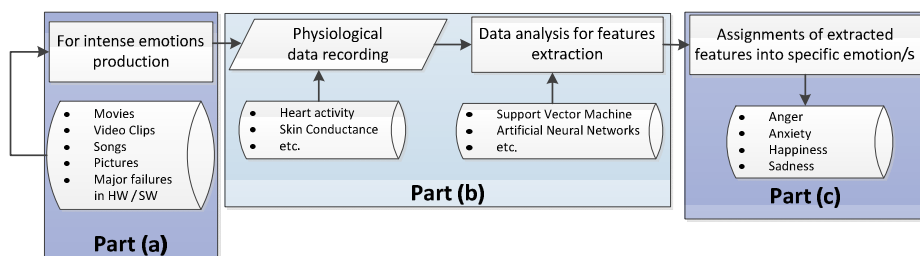 For intense emotions
production
• Movies
• Video Clips
• Songs
• Pictures
• Major failures
in HW / SW
Part (a)
Physiological
data recording
• Heart activity
• Skin Conductance
• etc.
Data analysis for features
extraction
• Support Vector Machine
• Artificial Neural Networks
• etc.
Part (b)
Assignments of extracted
features into specific emotion/s
• Anger
• Anxiety
• Happiness
• Sadness
Part (c)